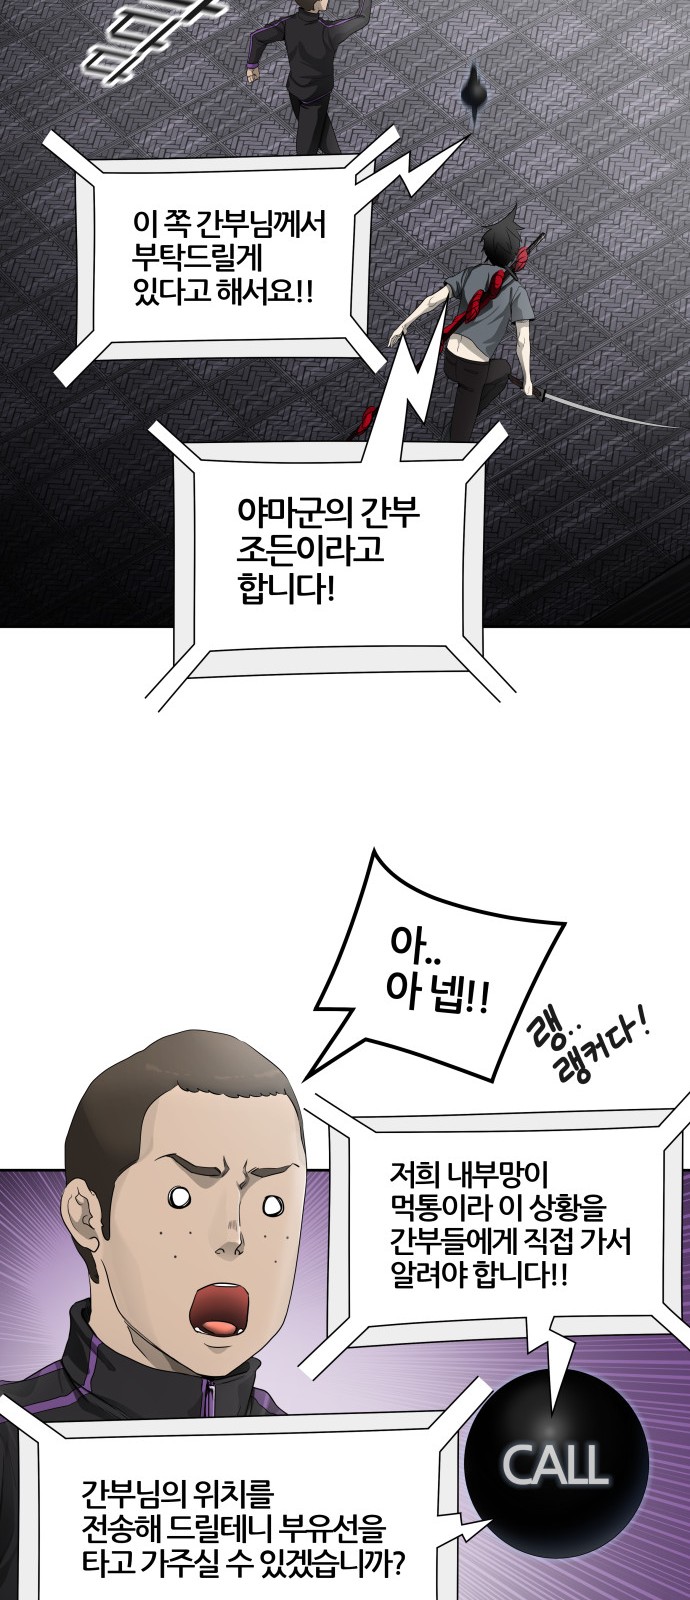 이 쪽 간부님께서
부탁드릴게
있다고 해서요!!
야마군의 간부
조든이라고
합니다!
아..
아 넵!!
랭..
랭커다!
저희 내부망이
먹통이라 이 상황을
간부들에게 직접 가서
알려야 합니다!!
CALL
간부님의 위치를
전송해 드릴테니 부유선을
타고 가주실 수 있겠습니까?